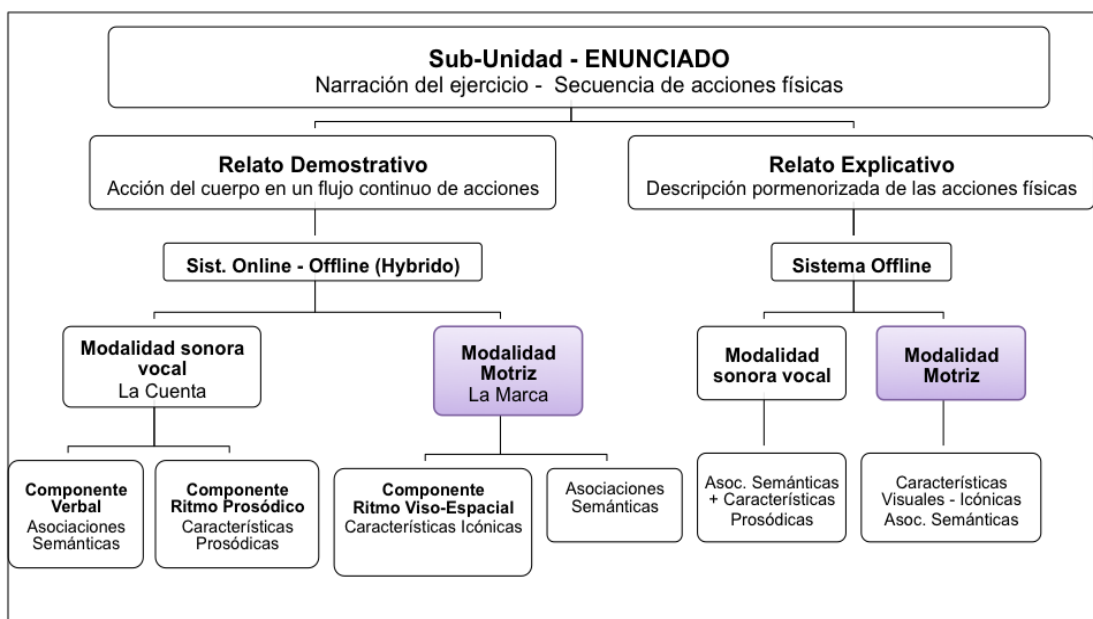 Sub-Unidad - ENUNCIADO
Narración del ejercicio - Secuencia de acciones físicas
Relato Demostrativo
Acción del cuerpo en un flujo continuo de acciones
Relato Explicativo
Descripción pormenorizada de las acciones físicas
Sist. Online - Offline (Hybrido)
Sistema Offline
Modalidad sonora
vocal
La Cuenta
Modalidad
Motriz
La Marca
Modalidad
sonora vocal
Modalidad
Motriz
Componente
Verbal
Asociaciones
Semánticas
Componente
Ritmo Prosódico
Características
Prosódicas
Componente
Ritmo Viso-Espacial
Características Icónicas
Asociaciones
Semánticas
Asoc. Semánticas
+ Características
Prosódicas
Características
Visuales - Icónicas
Asoc. Semánticas